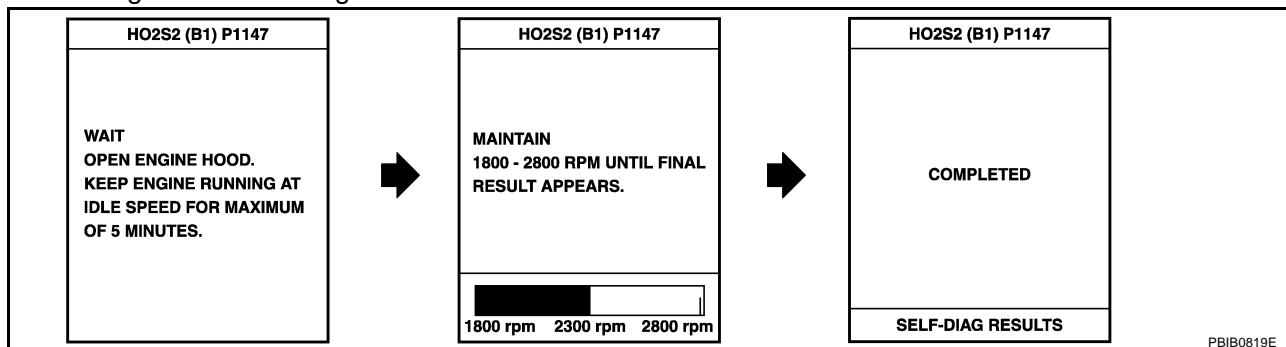 HO2S2 (B1) P1147
WAIT
OPEN ENGINE HOOD.
KEEP ENGINE RUNNING AT
IDLE SPEED FOR MAXIMUM
OF 5 MINUTES.
HO2S2 (B1) P1147
MAINTAIN
1800 - 2800 RPM UNTIL FINAL
RESULT APPEARS.
1800 rpm 2300 rpm 2800 rpm
HO2S2 (B1) P1147
COMPLETED
SELF-DIAG RESULTS
PBIB0819E